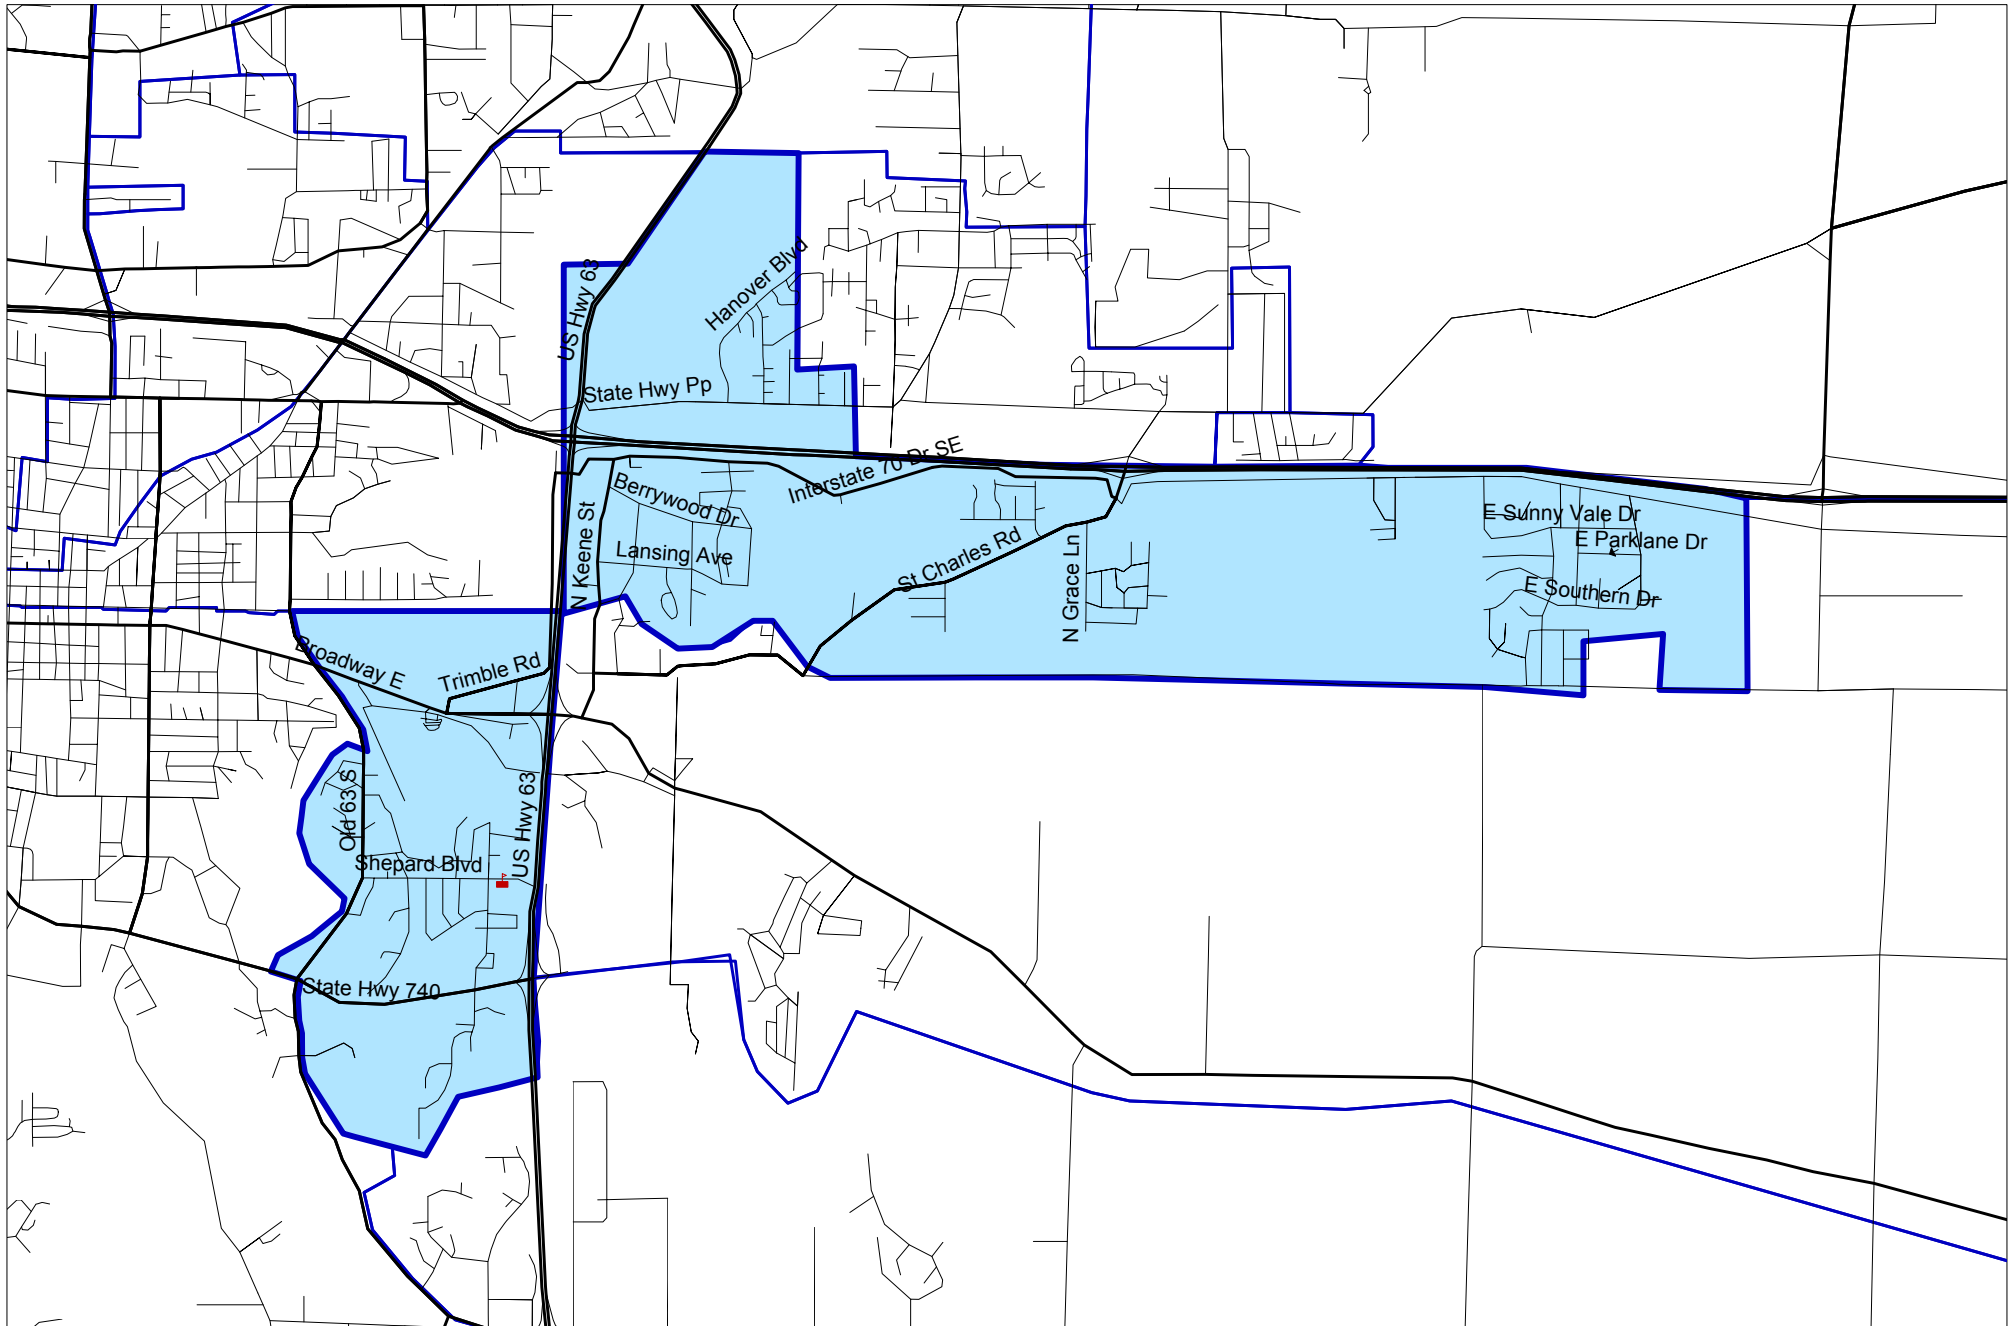 Hanover Blvd
US Hwy 63
State Hwy Pp
Interstate 70 Dr SE
Berrywood Dr
E Sunny Vale Dr
E Parklane Dr
N Keene St
Lansing Ave
St Charles Rd
N Grace Ln
E Southern Dr
Broadway E
Trimble Rd
Old 63 S
US Hwy 63
Shepard Blvd
State Hwy 740